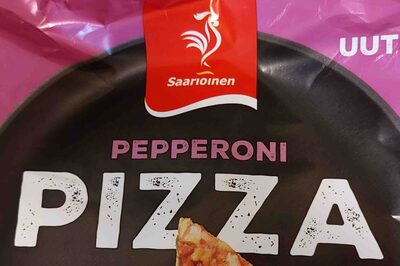 Saarioinen
UUT
PEPPERONI
PIZZA